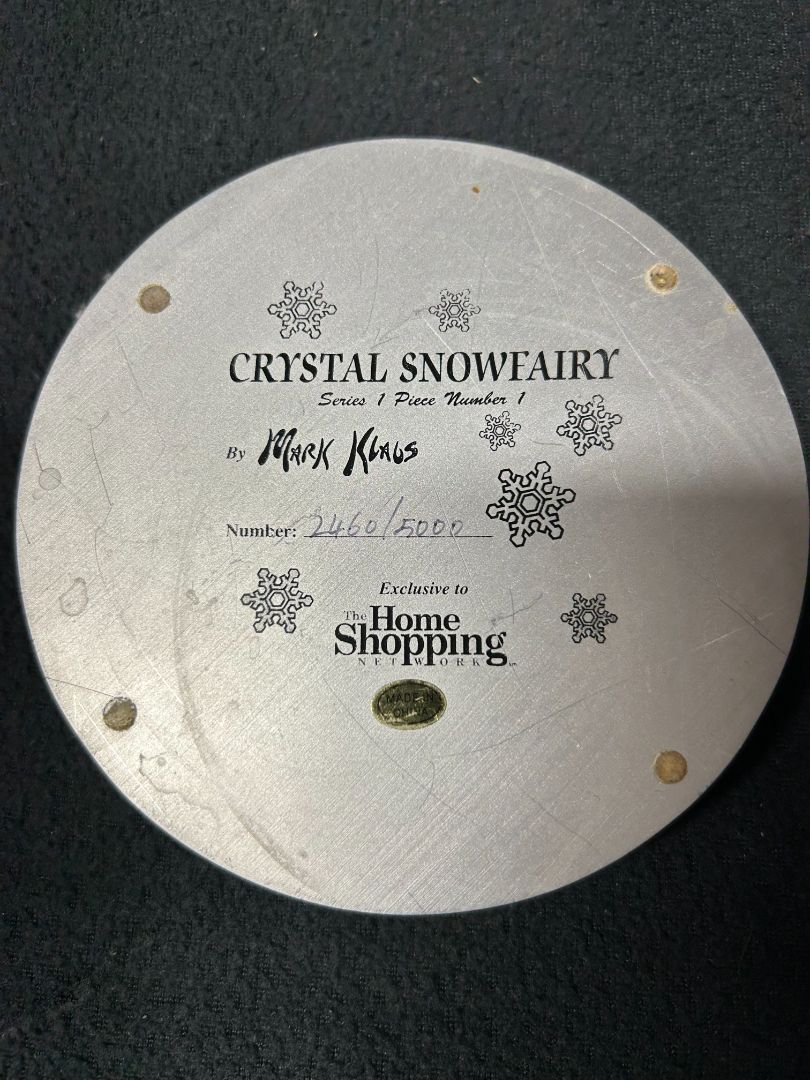 CRYSTAL SNOWFAIRY
Series 1 Piece Number 1
By MARK KLAUS
Number: 2460/5000
Exclusive to
The Home
Shopping
NETWORK
MADE IN
CHINA